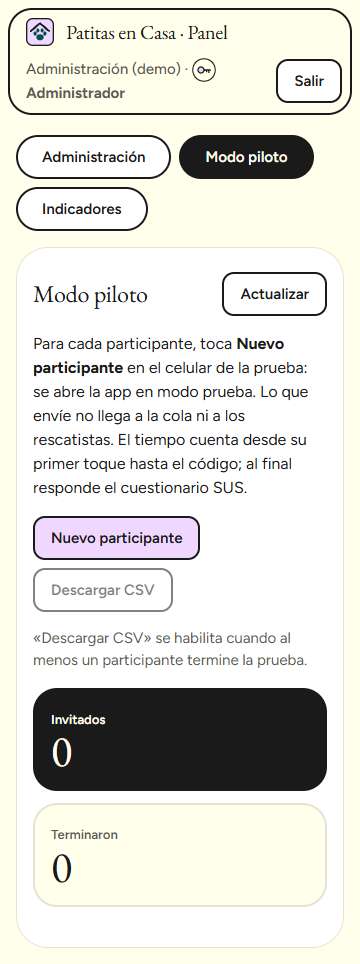 Patitas en Casa · Panel
Administración (demo) ·
Administrador
Salir
Administración
Modo piloto
Indicadores
Modo piloto
Actualizar
Para cada participante, toca Nuevo
participante en el celular de la prueba:
se abre la app en modo prueba. Lo que
envíe no llega a la cola ni a los
rescatistas. El tiempo cuenta desde su
primer toque hasta el código; al final
responde el cuestionario SUS.
Nuevo participante
Descargar CSV
«Descargar CSV» se habilita cuando al
menos un participante termine la prueba.
Invitados
0
Terminaron
0